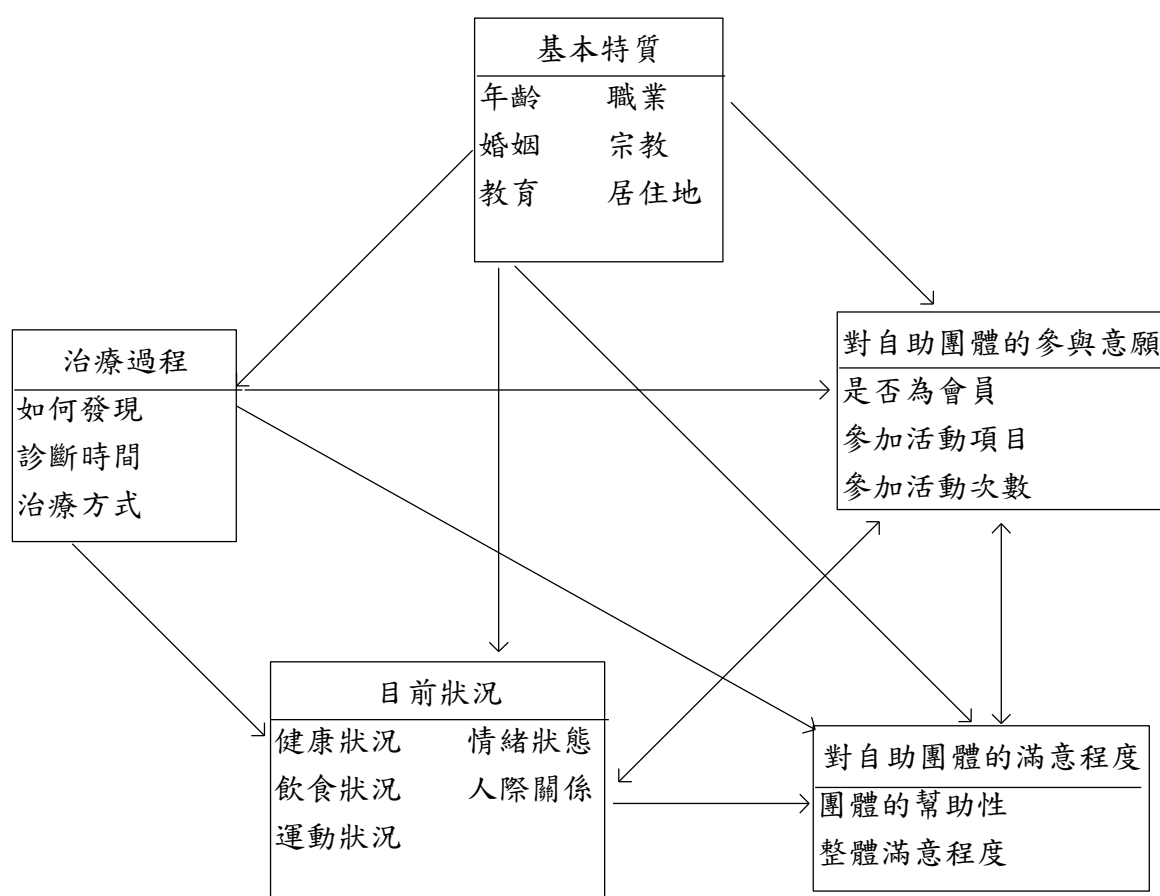 基本特質
年齡 職業
婚姻 宗教
教育 居住地
治療過程
如何發現
診斷時間
治療方式
對自助團體的參與意願
是否為會員
參加活動項目
參加活動次數
目前狀況
健康狀況 情緒狀態
飲食狀況 人際關係
運動狀況
對自助團體的滿意程度
團體的幫助性
整體滿意程度